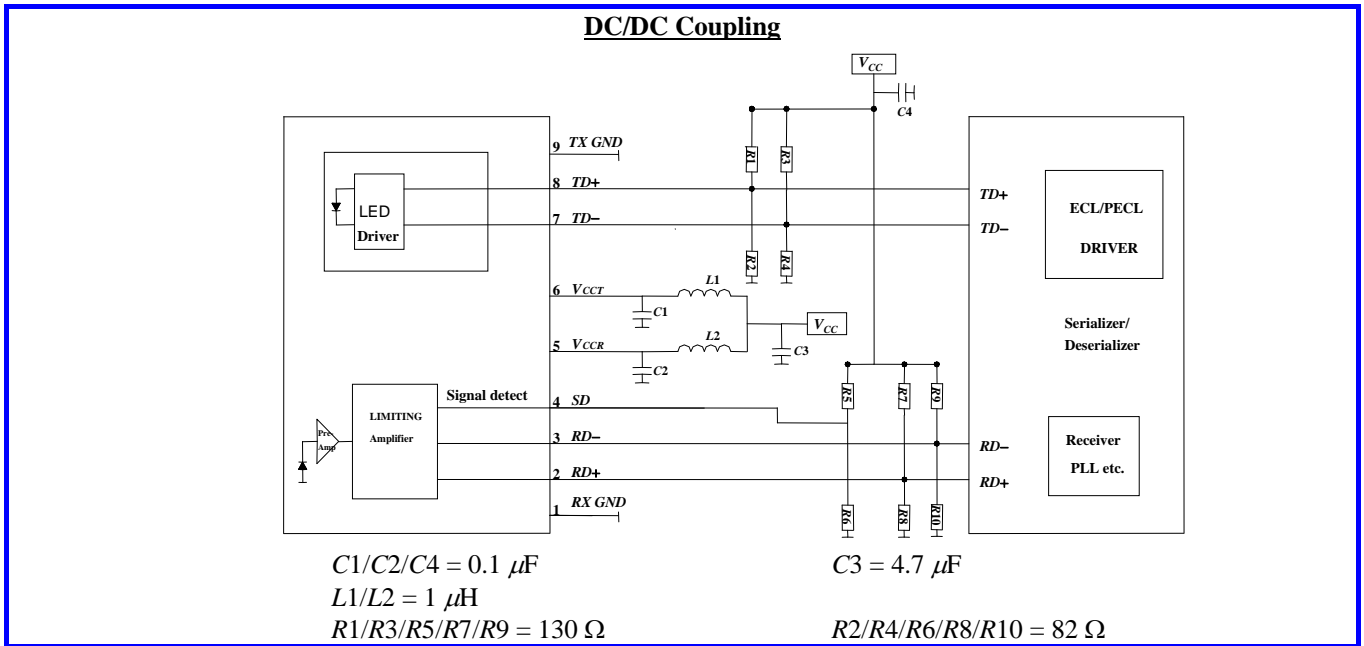 DC/DC Coupling
VCC
C4
9 TX GND
R1
R3
8 TD+
TD+
LED
Driver
ECL/PECL
DRIVER
7 TD−
TD−
R2
R4
6 VCCT
L1
C1
VCC
Serializer/
Deserializer
5 VCCR
L2
C3
C2
R5
R7
R9
Signal detect
4 SD
LIMITING
Amplifier
Pre-
Amp
3 RD−
RD−
Receiver
PLL etc.
2 RD+
RD+
1 RX GND
R6
R8
R10
C1/C2/C4 = 0.1 μF
C3 = 4.7 μF
L1/L2 = 1 μH
R1/R3/R5/R7/R9 = 130 Ω
R2/R4/R6/R8/R10 = 82 Ω